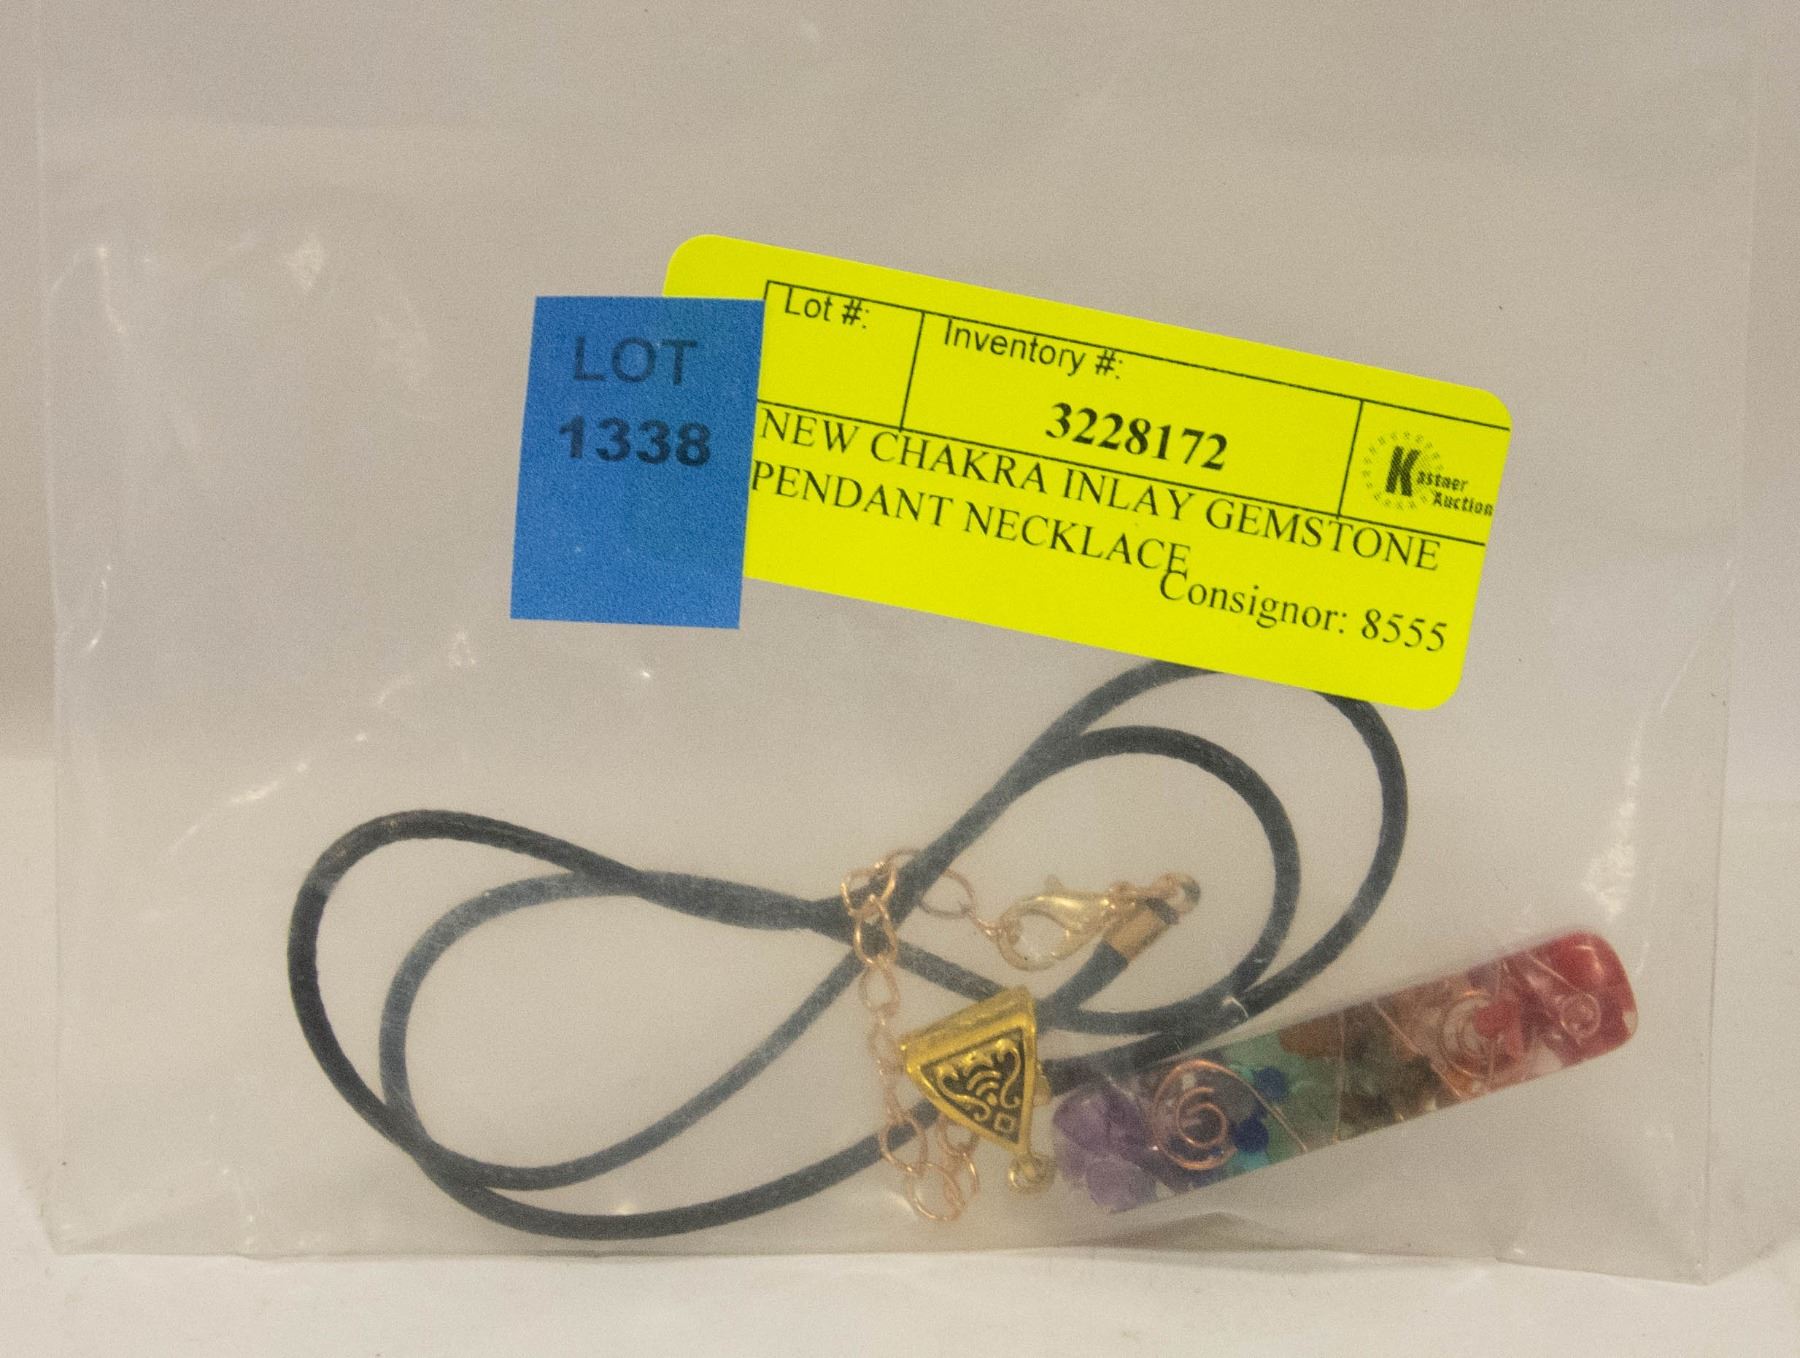 LOT
1338
Lot #:
Inventory #:
3228172
Kastner
Auction
NEW CHAKRA INLAY GEMSTONE
PENDANT NECKLACE
Consignor: 8555